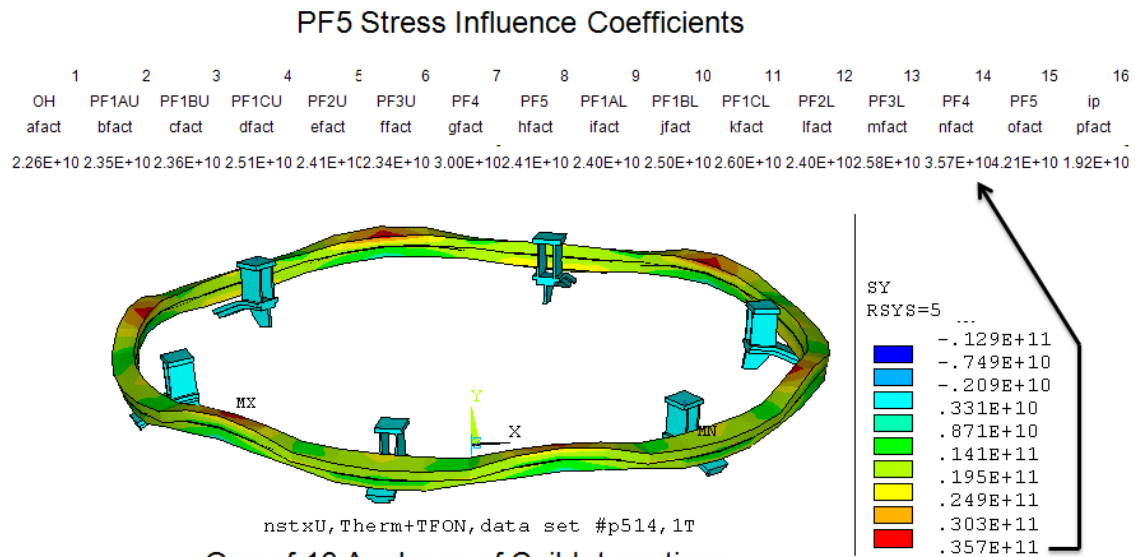 PF5 Stress Influence Coefficients
1 2 3 4 5 6 7 8 9 10 11 12 13 14 15 16
OH PF1AU PF1BU PF1CU PF2U PF3U PF4 PF5 PF1AL PF1BL PF1CL PF2L PF3L PF4 PF5 ip
afact bfact cfact dfact efact ffact gfact hfact ifact jfact kfact lfact mfact nfact ofact pfact
2.26E+10 2.35E+10 2.36E+10 2.51E+10 2.41E+10 2.34E+10 3.00E+10 2.41E+10 2.40E+10 2.50E+10 2.60E+10 2.40E+10 2.58E+10 3.57E+10 4.21E+10 1.92E+10
SY
RSYS=5
-.129E+11
-.749E+10
-.209E+10
.331E+10
.871E+10
.141E+11
.195E+11
.249E+11
.303E+11
.357E+11
MX
Y
X
Z
MN
nstxU,Therm+TFON,data set #p514,1T